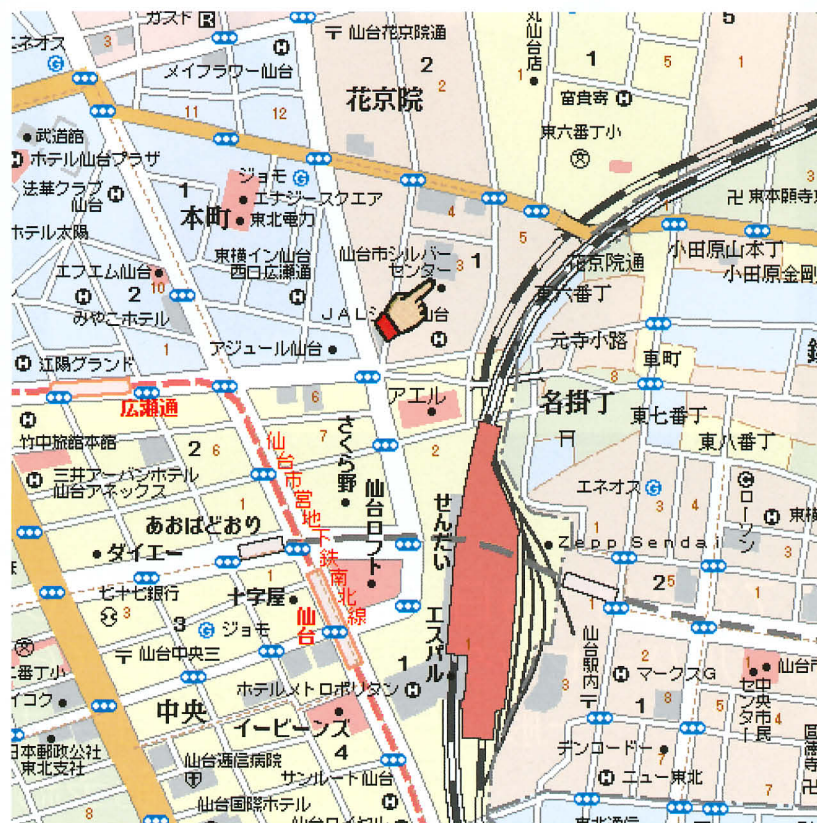 ガスト R
エネオス
メイフラワー仙台
仙台花京院通
花京院
丸仙台店
富貴寄
東六番丁小
武道館
ホテル仙台プラザ
法華クラブ
仙台
ホテル太陽
本町
ジョモ
エナジースクエア
東北電力
東横イン仙台
西口広瀬通
仙台市シルバー
センター
花京院通
小田原山本丁
小田原金剛
東本願寺
エフエム仙台
みやこホテル
東六番丁
元寺小路
車町
アジュール仙台
江陽グランド
広瀬通
アエル
名掛丁
東七番丁
東八番丁
竹中旅館本館
三井アーバンホテル
仙台アネックス
さくら野
仙台ロフト
仙台市営地下鉄南北線
せんだい
エスパル
エネオス
ローソン
Zepp Sendai
あおばどおり
ダイエー
七十七銀行
十字屋
仙台
ジョモ
仙台中央三
中央
ホテルメトロポリタン
イービーンズ
仙台駅内
マークスG
中央市民
センター
デンコードー
ニュー東北
日本郵政公社
東北支社
仙台逓信病院
サンルート仙台
仙台国際ホテル
仙台ロイヤル
東北通信